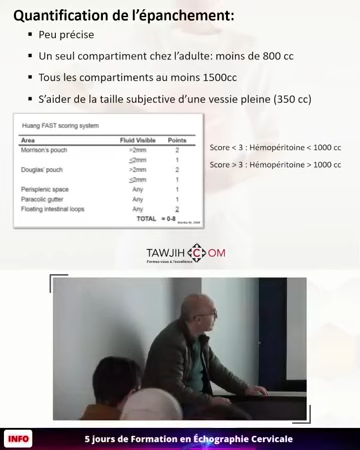 Quantification de l'épanchement:
▪ Peu précise
▪ Un seul compartiment chez l'adulte: moins de 800 cc
▪ Tous les compartiments au moins 1500cc
▪ S'aider de la taille subjective d'une vessie pleine (350 cc)
Huang FAST scoring system
Area Fluid Visible Points
Morrison's pouch >2mm 2
≤2mm 1
Douglas' pouch >2mm 2
≤2mm 1
Perisplenic space Any 1
Paracolic gutter Any 1
Floating intestinal loops Any 2
TOTAL = 0-8
Score < 3 : Hémopéritoine < 1000 cc
Score > 3 : Hémopéritoine > 1000 cc
TAWJIH C OM
Formez-vous à l'excellence
INFO
5 jours de Formation en Échographie Cervicale